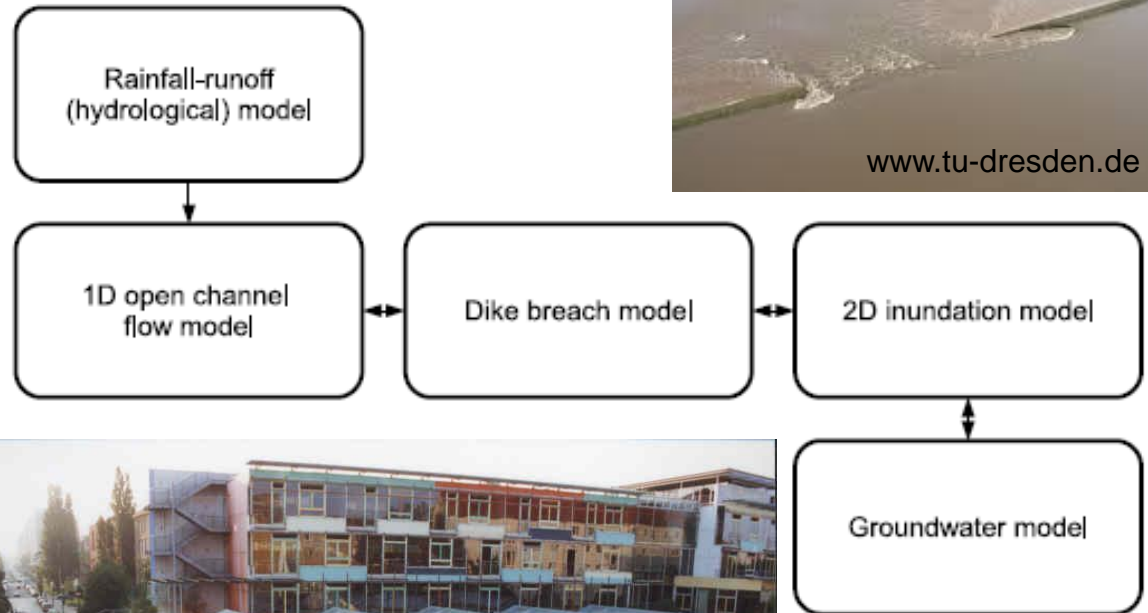 Rainfall-runoff
(hydrological) model
www.tu-dresden.de
1D open channel
flow model
Dike breach model
2D inundation model
Groundwater model